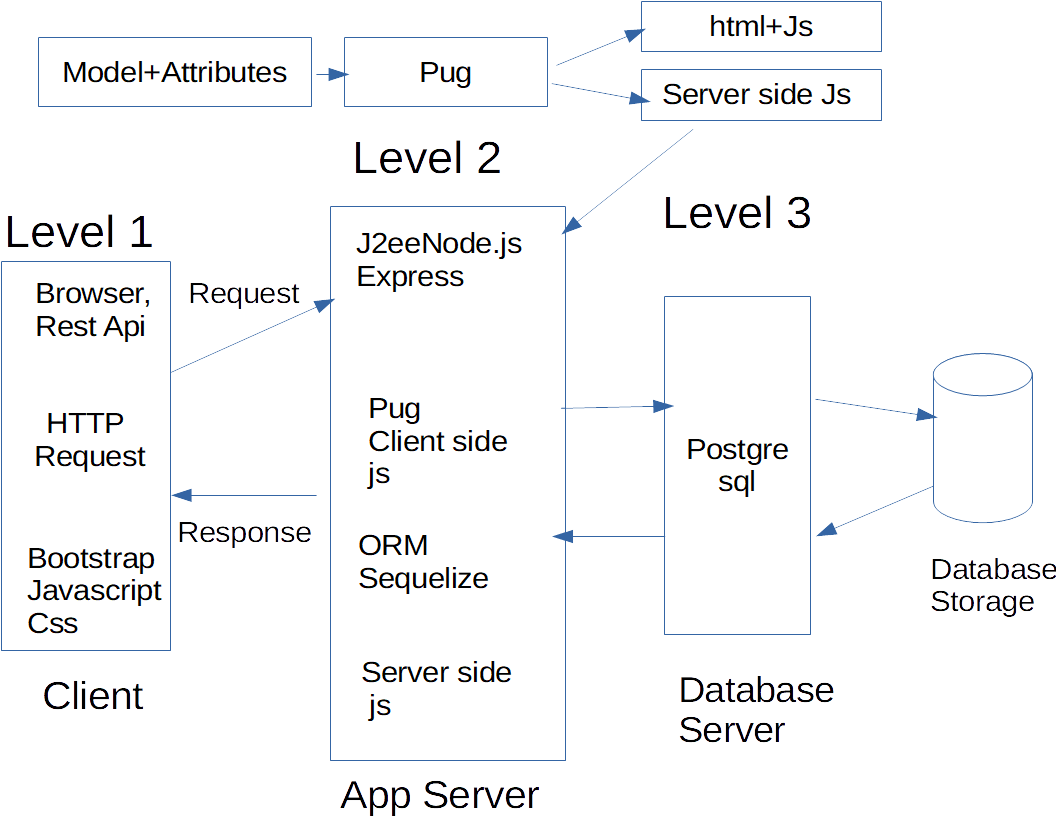 Model+Attributes
Pug
html+Js
Server side Js
Level 2
Level 1
Level 3
Browser,
Rest Api
HTTP
Request
Bootstrap
Javascript
Css
Client
Request
Response
J2eeNode.js
Express
Pug
Client side
js
ORM
Sequelize
Server side
js
App Server
Postgre
sql
Database
Server
Database
Storage